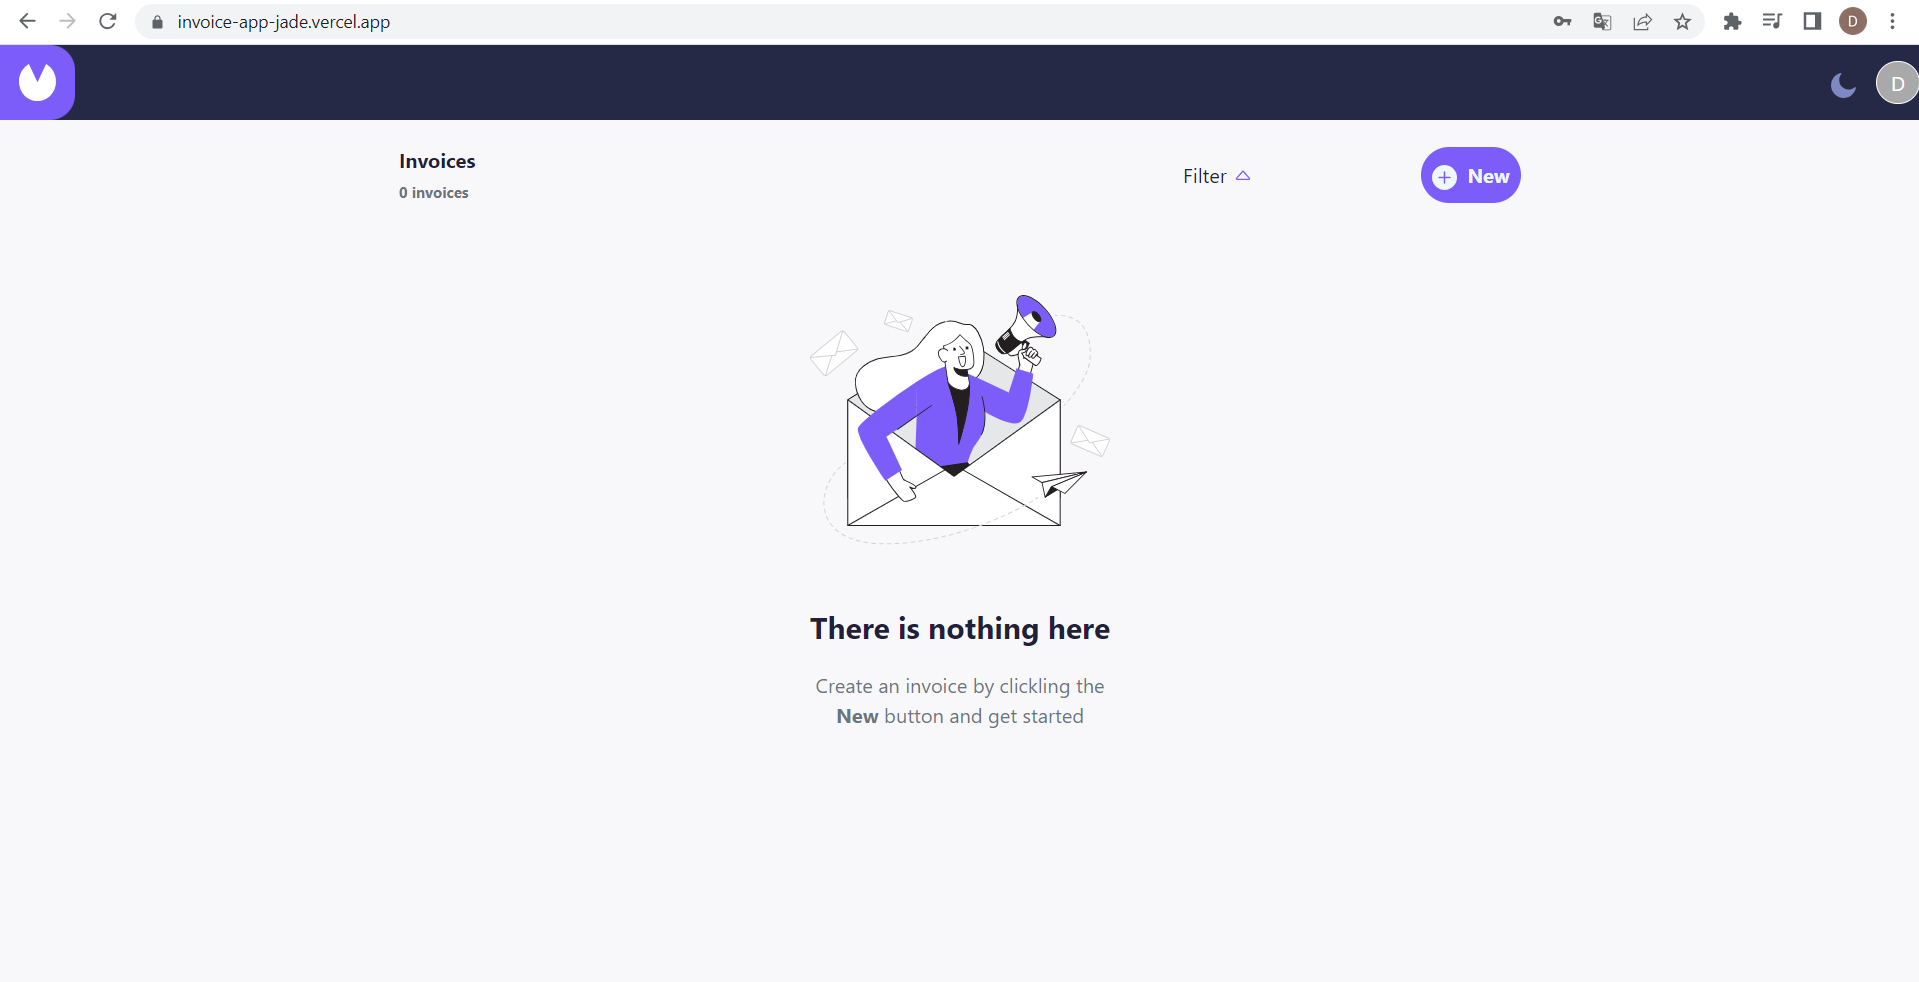 invoice-app-jade.vercel.app
D
D
Invoices
0 invoices
Filter
New
There is nothing here
Create an invoice by clickling the
New button and get started